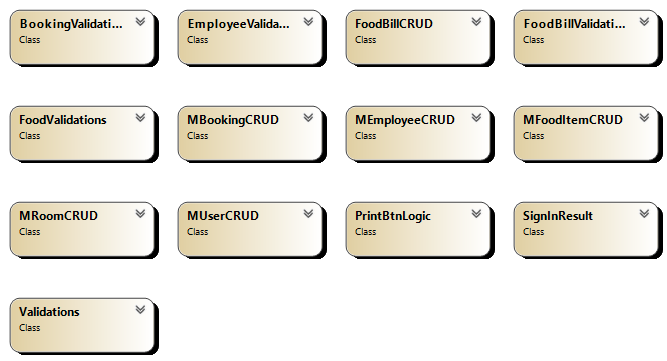 BookingValidati...
Class
EmployeeValida...
Class
FoodBillCRUD
Class
FoodBillValidati...
Class
FoodValidations
Class
MBookingCRUD
Class
MEmployeeCRUD
Class
MFoodItemCRUD
Class
MRoomCRUD
Class
MUserCRUD
Class
PrintBtnLogic
Class
SignInResult
Class
Validations
Class